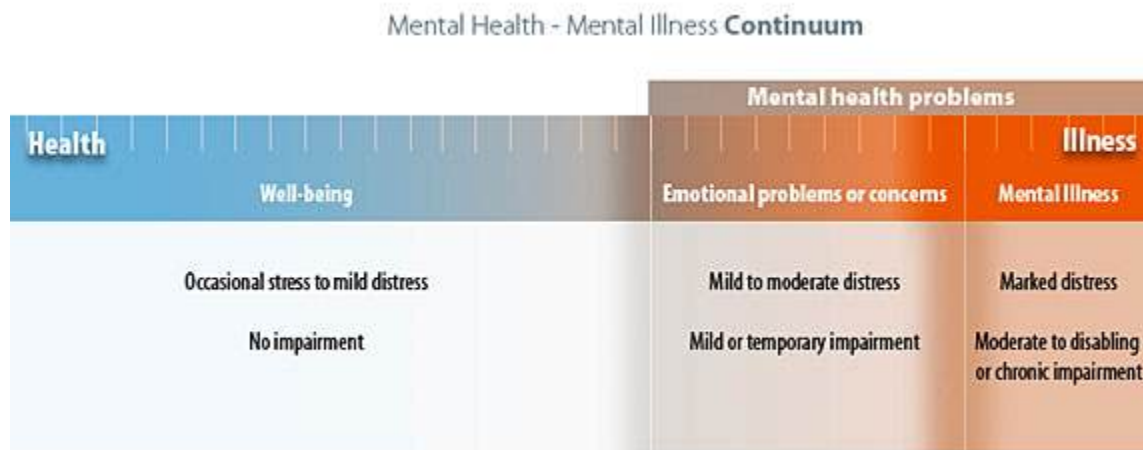 Mental Health - Mental Illness Continuum
Mental health problems
Health
Illness
Well-being
Emotional problems or concerns
Mental Illness
Occasional stress to mild distress
Mild to moderate distress
Marked distress
No impairment
Mild or temporary impairment
Moderate to disabling
or chronic impairment